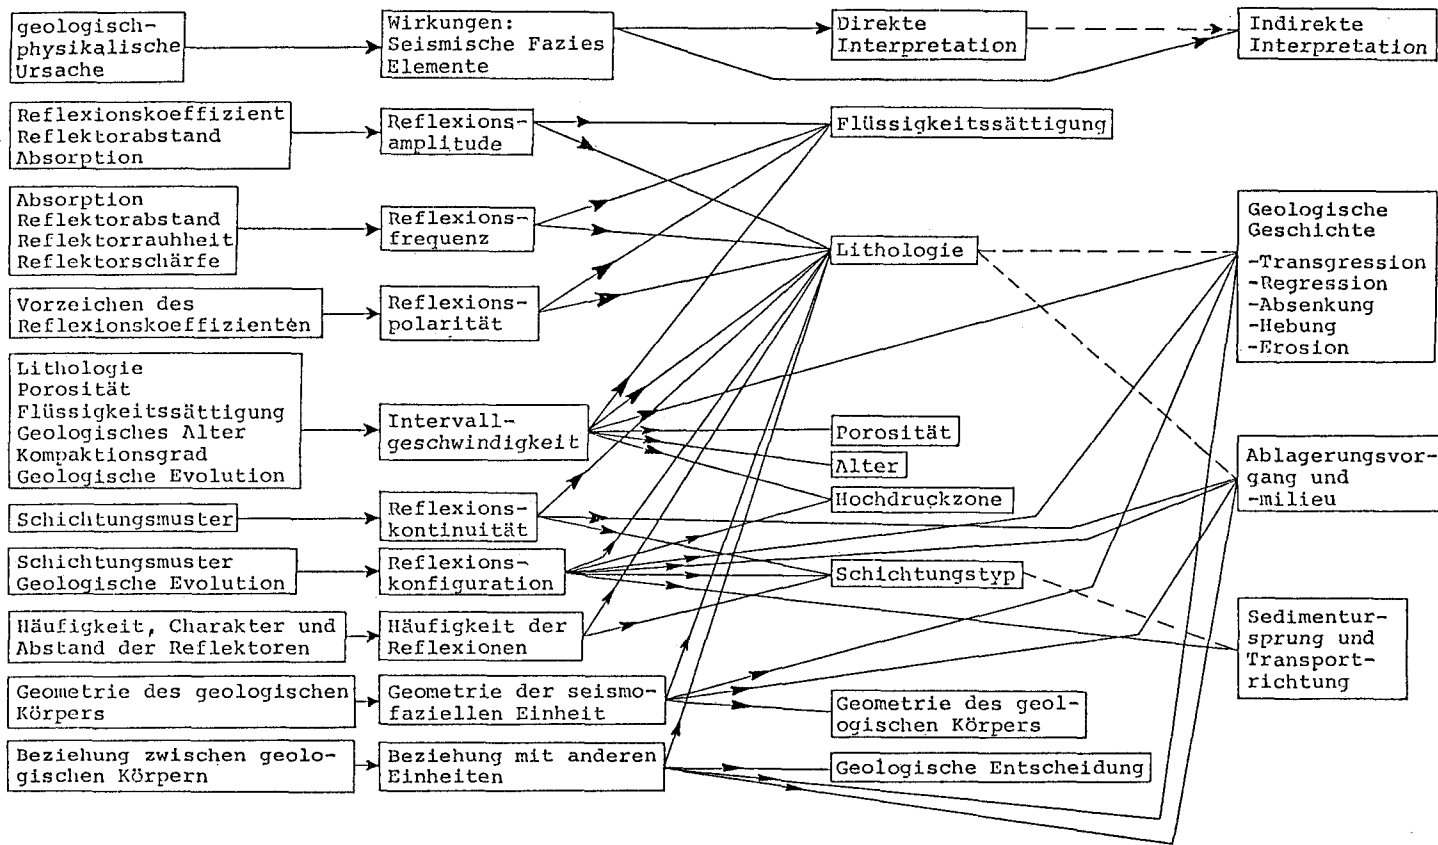 geologisch-
physikalische
Ursache
Wirkungen:
Seismische Fazies
Elemente
Direkte
Interpretation
Indirekte
Interpretation
Reflexionskoeffizient
Reflektorabstand
Absorption
Reflexions-
amplitude
Flüssigkeitssättigung
Absorption
Reflektorabstand
Reflektorrauhheit
Reflektorschärfe
Reflexions-
frequenz
Lithologie
Geologische
Geschichte
-Transgression
-Regression
-Absenkung
-Hebung
-Erosion
Vorzeichen des
Reflexionskoeffizienten
Reflexions-
polarität
Lithologie
Porosität
Flüssigkeitssättigung
Geologisches Alter
Kompaktionsgrad
Geologische Evolution
Intervall-
geschwindigkeit
Porosität
Alter
Hochdruckzone
Ablagerungsvor-
gang und
-milieu
Schichtungsmuster
Reflexions-
kontinuität
Schichtungsmuster
Geologische Evolution
Reflexions-
konfiguration
Schichtungstyp
Sedimentur-
sprung und
Transport-
richtung
Häufigkeit, Charakter und
Abstand der Reflektoren
Häufigkeit der
Reflexionen
Geometrie des geologischen
Körpers
Geometrie der seismo-
faziellen Einheit
Geometrie des geol-
ogischen Körpers
Beziehung zwischen geolo-
gischen Körpern
Beziehung mit anderen
Einheiten
Geologische Entscheidung